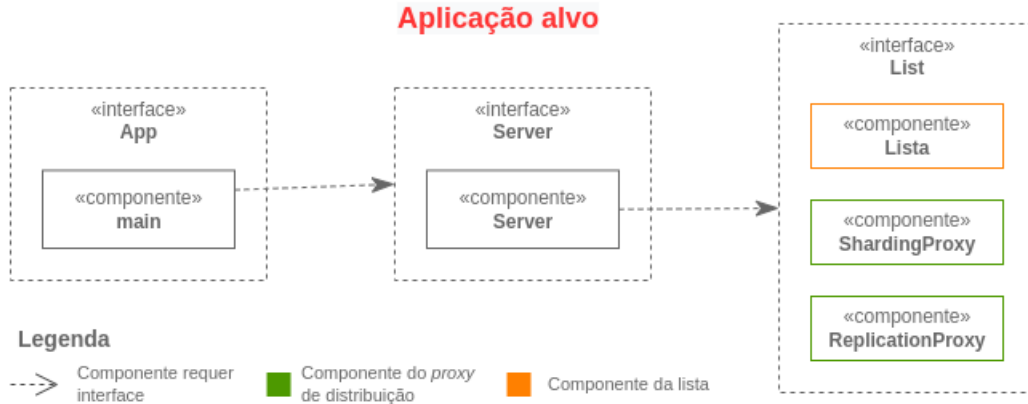 Aplicação alvo
«interface»
App
«componente»
main
«interface»
Server
«componente»
Server
«interface»
List
«componente»
Lista
«componente»
ShardingProxy
«componente»
ReplicationProxy
Legenda
Componente requer
interface
Componente do proxy
de distribuição
Componente da lista